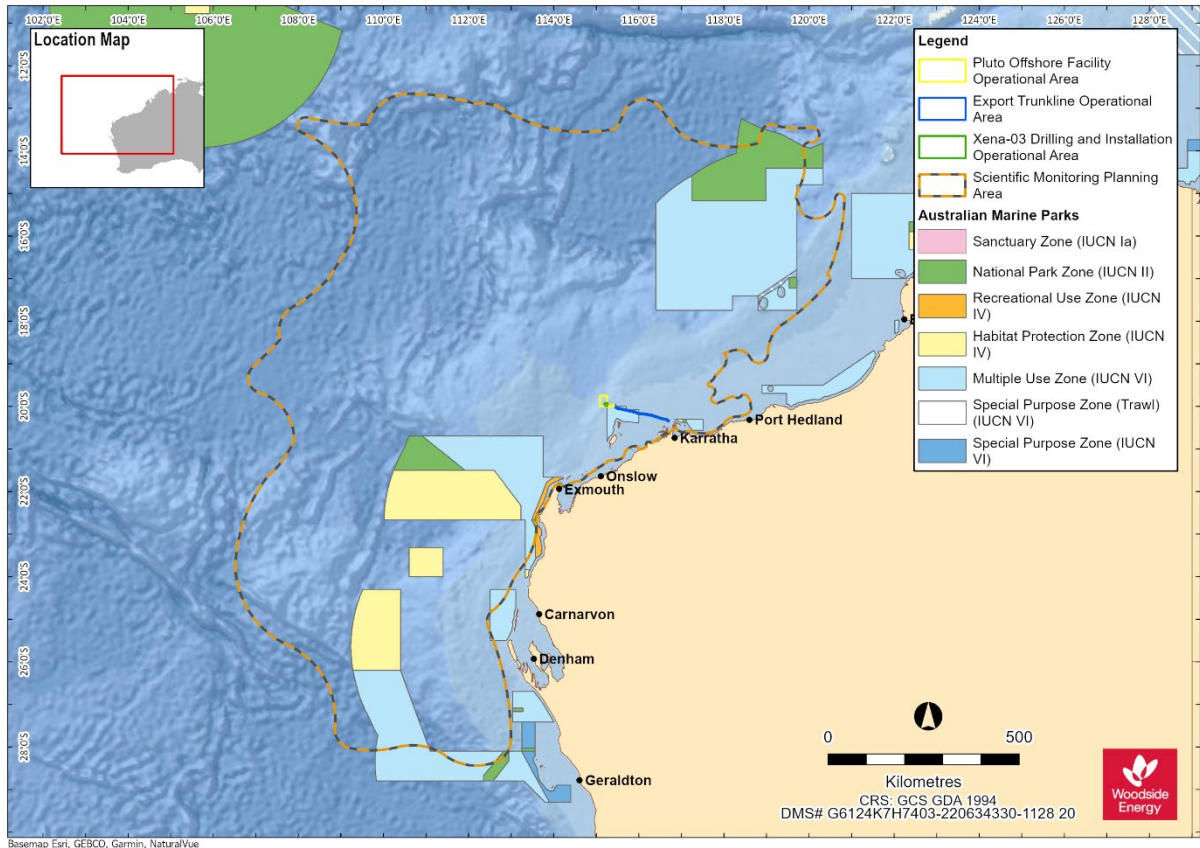 102°0'E 104°0'E 106°0'E 108°0'E 110°0'E 112°0'E 114°0'E 116°0'E 118°0'E 120°0'E 122°0'E 128°0'E
Location Map
12°0'S
14°0'S
16°0'S
18°0'S
20°0'S
22°0'S
24°0'S
26°0'S
28°0'S
Legend
Pluto Offshore Facility
Operational Area
Export Trunkline Operational
Area
Xena-03 Drilling and Installation
Operational Area
Scientific Monitoring Planning
Area
Australian Marine Parks
Sanctuary Zone (IUCN Ia)
National Park Zone (IUCN II)
Recreational Use Zone (IUCN
IV)
Habitat Protection Zone (IUCN
IV)
Multiple Use Zone (IUCN VI)
Special Purpose Zone (Trawl)
(IUCN VI)
Special Purpose Zone (IUCN
VI)
Port Hedland
Karratha
Onslow
Exmouth
Carnarvon
Denham
Geraldton
0 500
Kilometres
CRS: GCS GDA 1994
DMS# G6124K7H7403-220634330-1128 20
Woodside
Energy
Basemap Esri, GEBCO, Garmin, NaturalVue